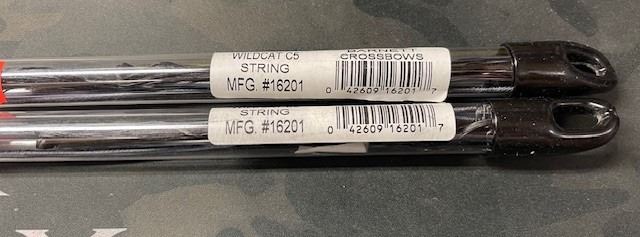 WILDCAT C5
STRING
MFG. #16201
BARNETT
CROSSBOWS
0 42609 16201 7
STRING
MFG. #16201
0 42609 16201 7